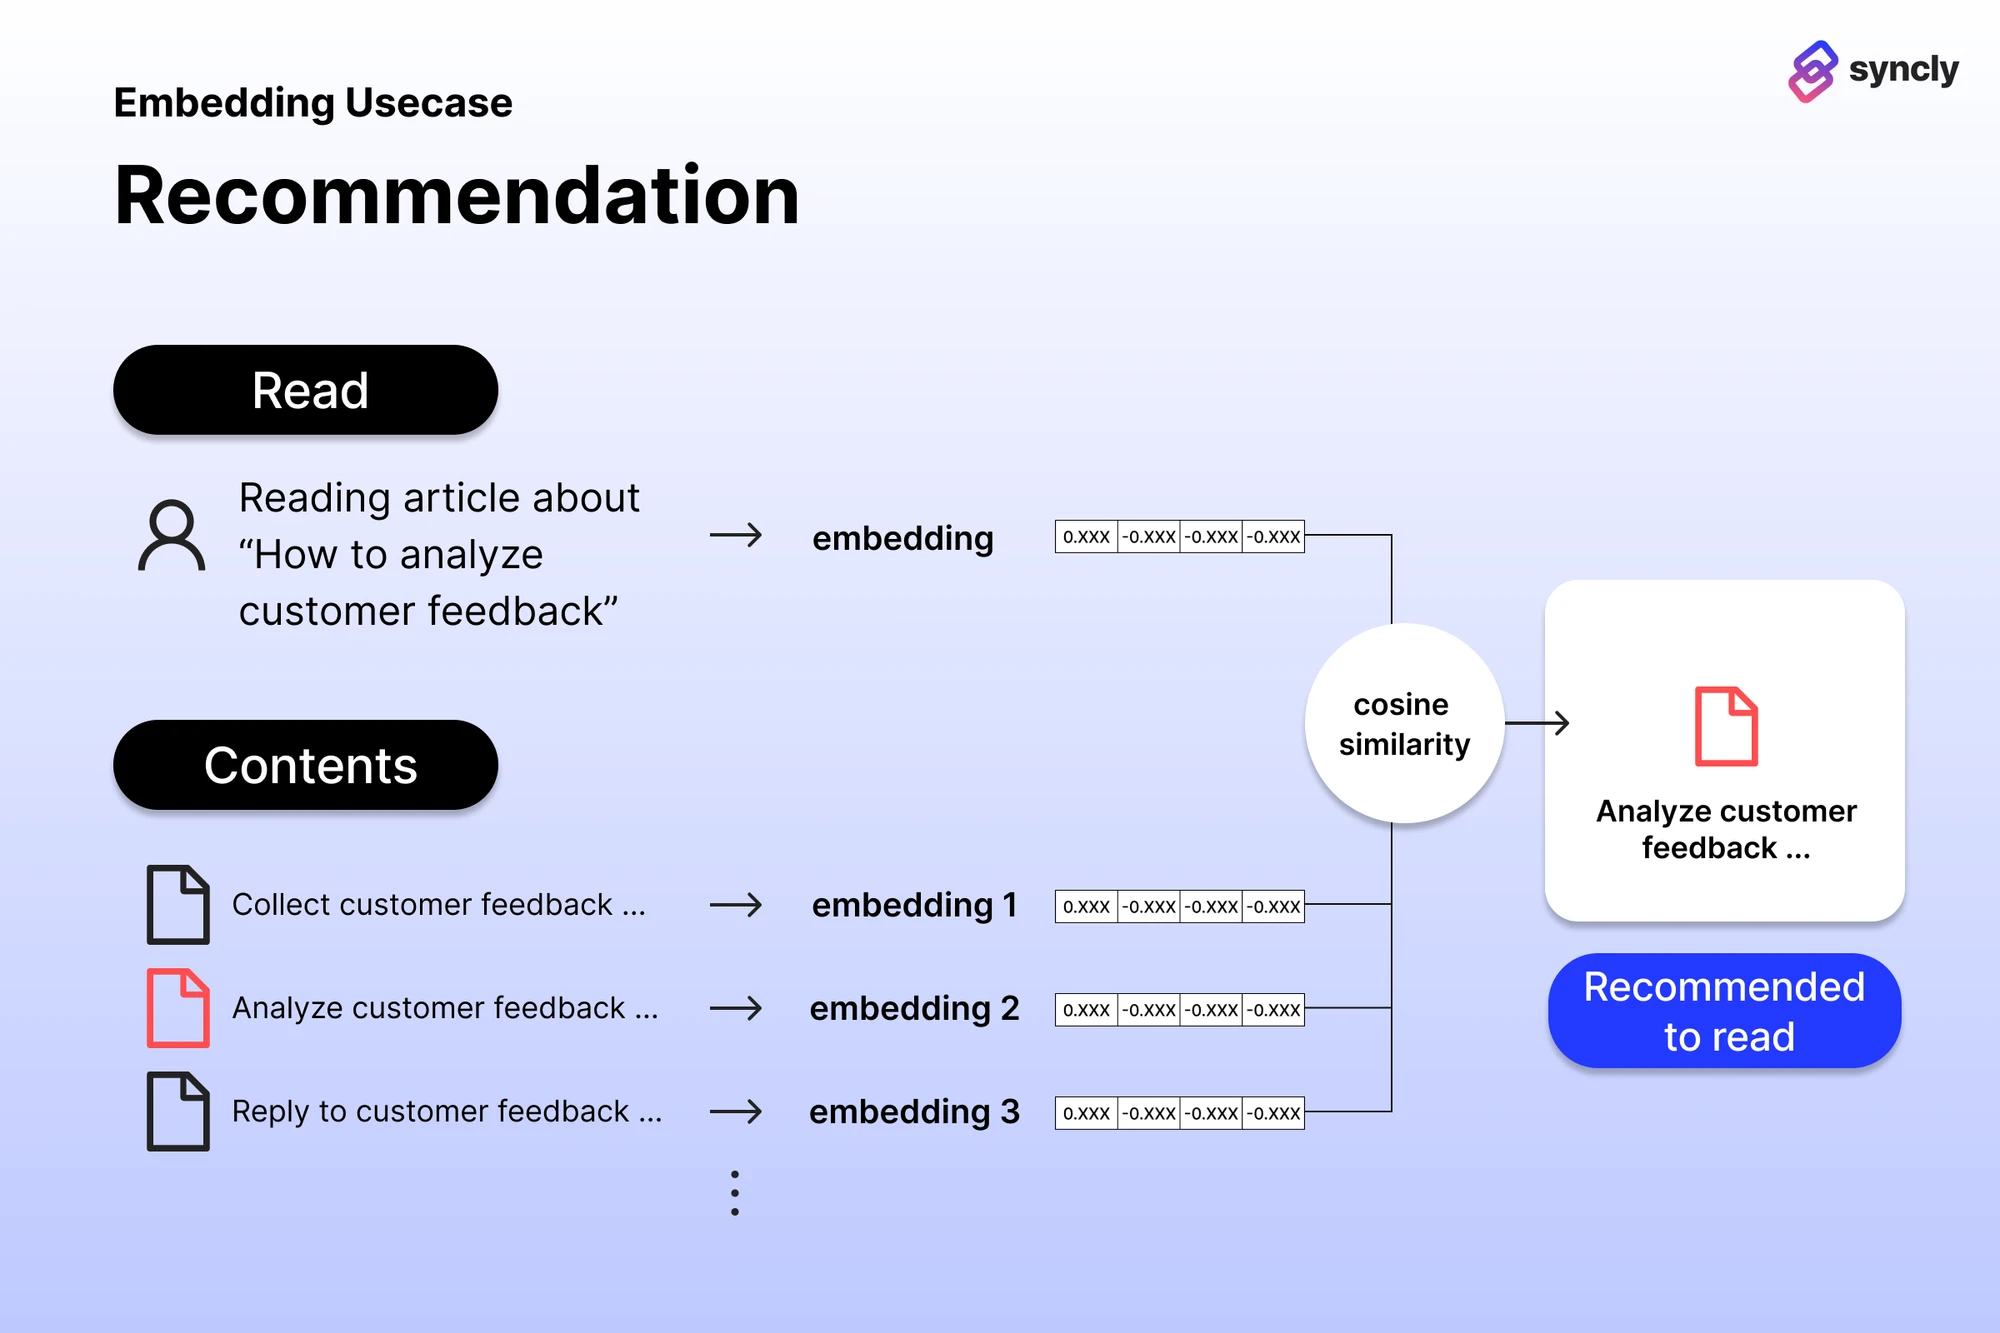 syncly
Embedding Usecase
Recommendation
Read
Reading article about
“How to analyze
customer feedback”
embedding
0.XXX -0.XXX -0.XXX -0.XXX
cosine
similarity
Analyze customer
feedback ...
Recommended
to read
Contents
Collect customer feedback ...
embedding 1
0.XXX -0.XXX -0.XXX -0.XXX
Analyze customer feedback ...
embedding 2
0.XXX -0.XXX -0.XXX -0.XXX
Reply to customer feedback ...
embedding 3
0.XXX -0.XXX -0.XXX -0.XXX